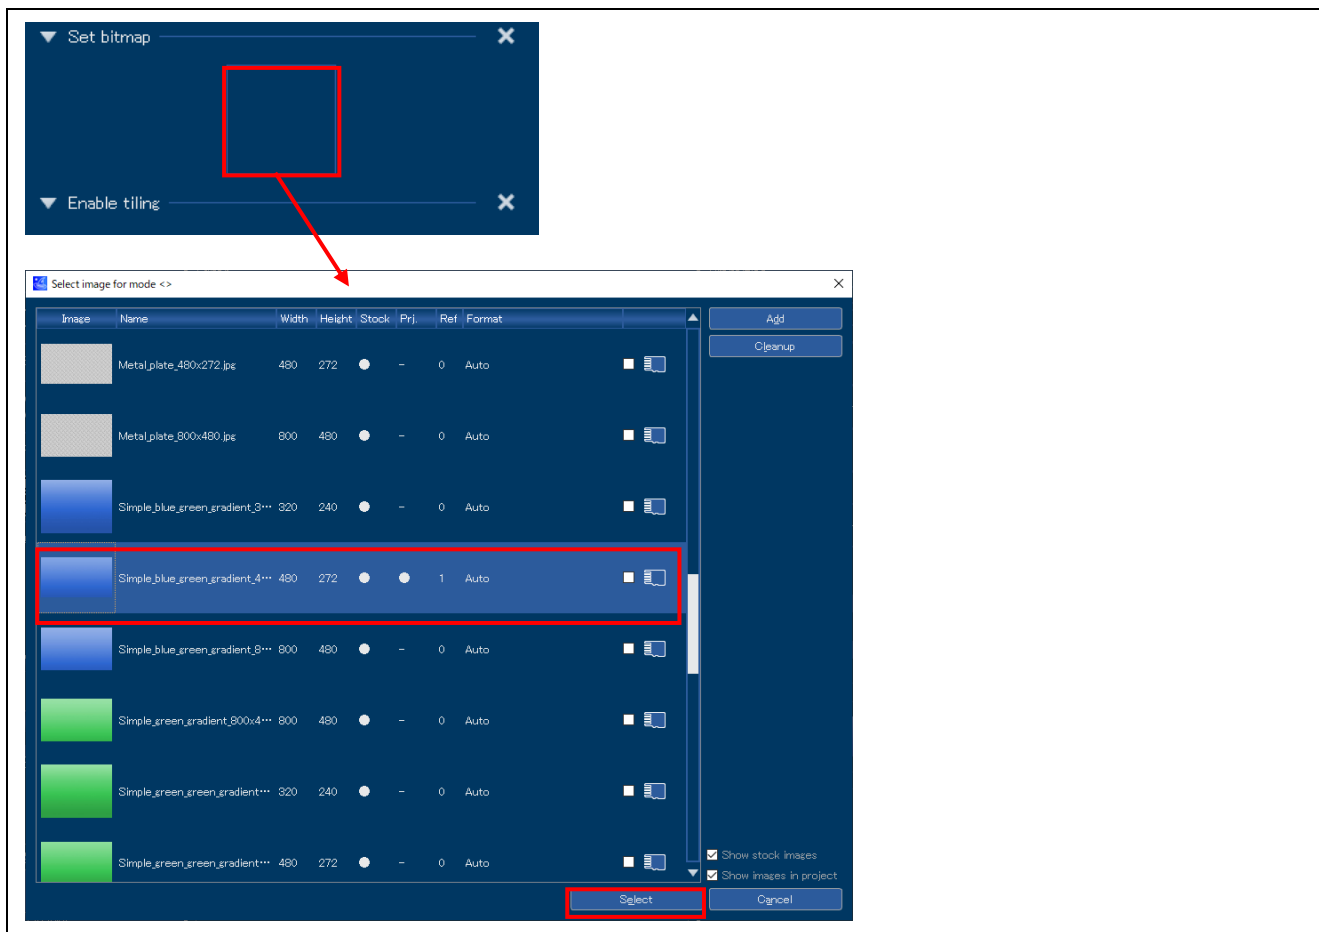 Set bitmap
Enable tiling
Select image for mode <>
Image Name Width Height Stock Prj. Ref Format
Add
Cleanup
Metal_plate_480x272.jpg 480 272 - 0 Auto
Metal_plate_800x480.jpg 800 480 - 0 Auto
Simple_blue_green_gradient_3... 320 240 - 0 Auto
Simple_blue_green_gradient_4... 480 272 1 Auto
Simple_blue_green_gradient_8... 800 480 - 0 Auto
Simple_green_gradient_800x4... 800 480 - 0 Auto
Simple_green_green_gradient... 320 240 - 0 Auto
Simple_green_green_gradient... 480 272 - 0 Auto
Show stock images
Show images in project
Select
Cancel